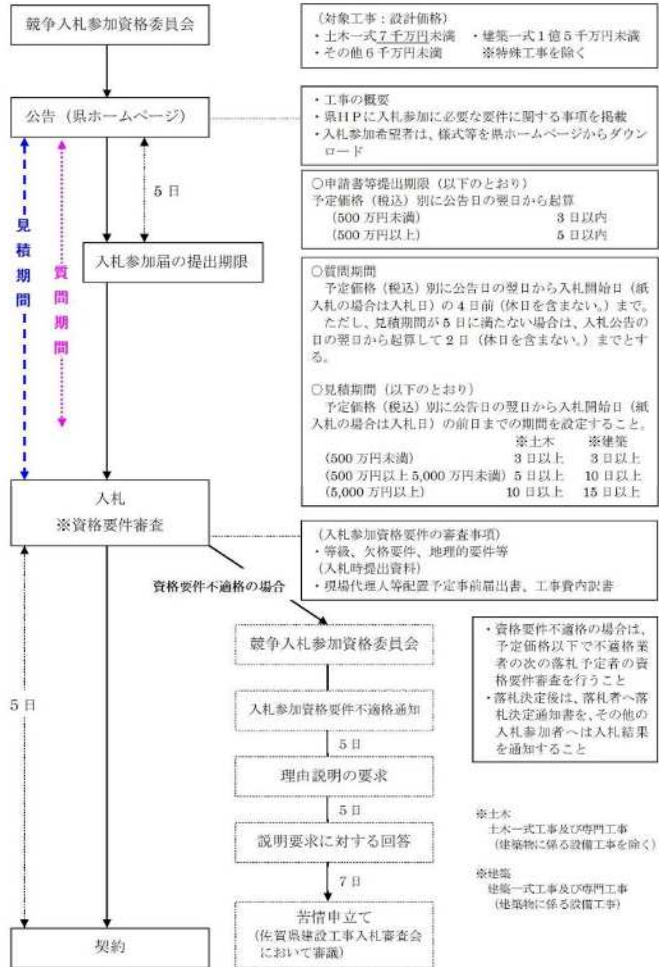 競争入札参加資格委員会
(対象工事:設計価格)
・土木一式7千万円未満 ・建築一式1億5千万円未満
・その他6千万円未満 ※特殊工事を除く
公告(県ホームページ)
・工事の概要
・県HPに入札参加に必要な要件に関する事項を掲載
・入札参加希望者は、様式等を県ホームページからダウン
ロード
5日
見積期間
質問期間
入札参加届の提出期限
○申請書等提出期限(以下のとおり)
予定価格(税込)別に公告日の翌日から起算
(500万円未満) 3日以内
(500万円以上) 5日以内
○質問期間
予定価格(税込)別に公告日の翌日から入札開始日(紙
入札の場合は入札日)の4日前(休日を含まない。)まで。
ただし、見積期間が5日に満たない場合は、入札公告の
日の翌日から起算して2日(休日を含まない。)までとす
る。
○見積期間(以下のとおり)
予定価格(税込)別に公告日の翌日から入札開始日(紙
入札の場合は入札日)の前日までの期間を設定すること。
※土木 ※建築
(500万円未満) 3日以上 3日以上
(500万円以上5,000万円未満) 5日以上 10日以上
(5,000万円以上) 10日以上 15日以上
入札
※資格要件審査
(入札参加資格要件の審査事項)
・等級、欠格要件、地理的要件等
(入札時提出資料)
・現場代理人等配置予定事前届出書、工事費内訳書
資格要件不適格の場合
競争入札参加資格委員会
・資格要件不適格の場合は、
予定価格以下で不適格業
者の次の落札予定者の資
格要件審査を行うこと
・落札決定後は、落札者へ落
札決定通知書を、その他の
入札参加者へは入札結果
を通知すること
5日
入札参加資格要件不適格通知
5日
理由説明の要求
5日
説明要求に対する回答
7日
苦情申立て
(佐賀県建設工事入札審査会
において審議)
※土木
土木一式工事及び専門工事
(建築物に係る設備工事を除く)
※建築
建築一式工事及び専門工事
(建築物に係る設備工事)
契約